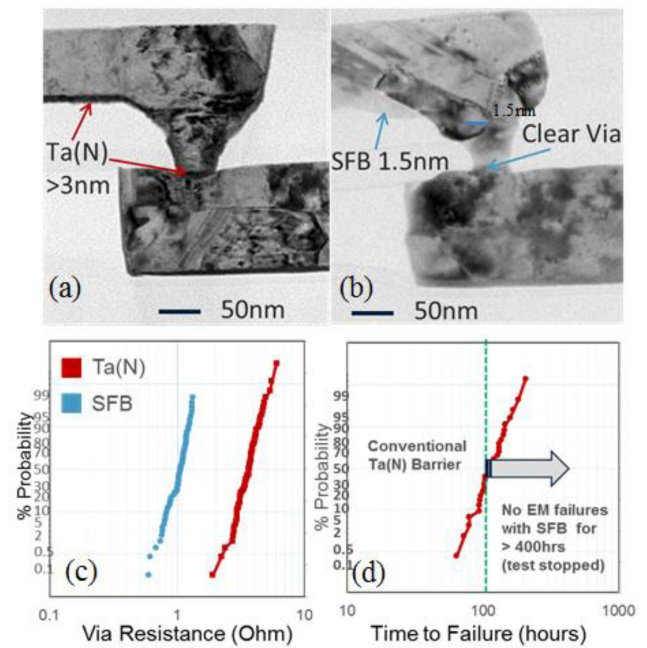 Ta(N)
>3nm
(a)
50nm
1.5nm
Clear Via
SFB 1.5nm
(b)
50nm
Ta(N)
SFB
% Probability
99
95
90
80
70
50
30
20
10
5
2
0.5
0.1
(c)
0.1
1
10
Via Resistance (Ohm)
% Probability
99
95
90
80
70
50
30
20
10
5
2
0.5
0.1
Conventional
Ta(N) Barrier
No EM failures
with SFB for
> 400hrs
(test stopped)
(d)
10
100
1000
Time to Failure (hours)